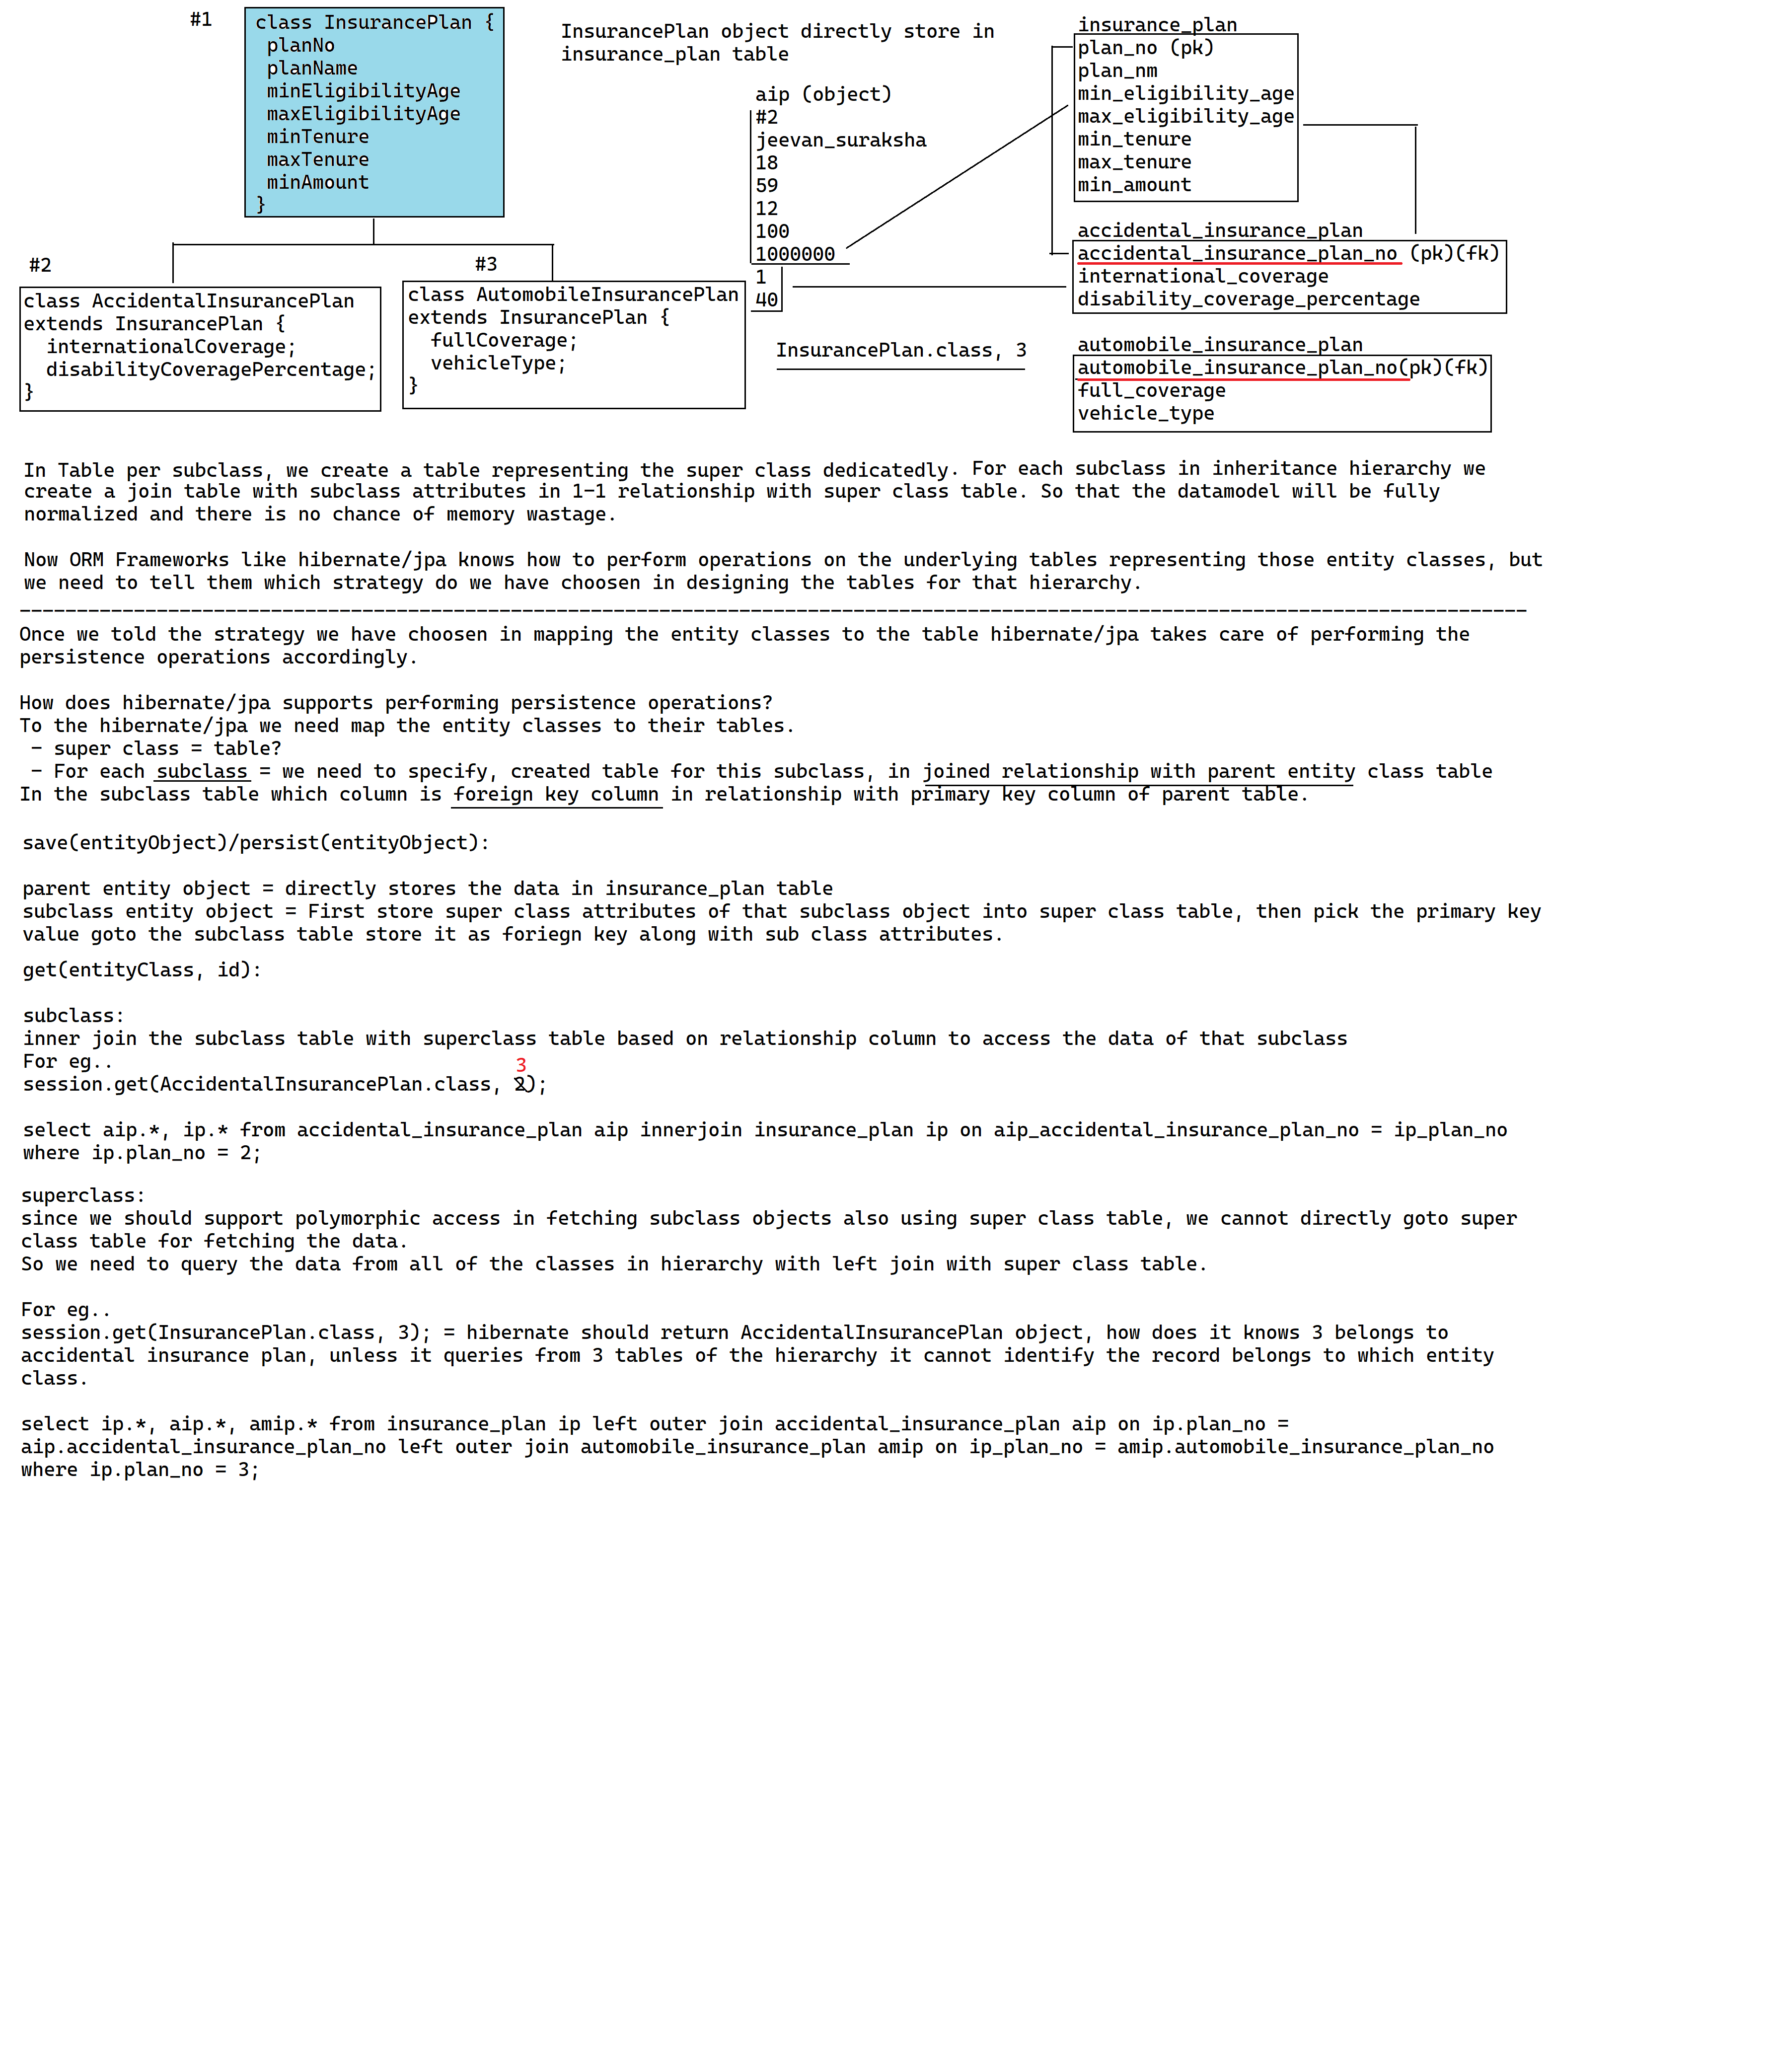 #1
class InsurancePlan {
planNo
planName
minEligibilityAge
maxEligibilityAge
minTenure
maxTenure
minAmount
}
#2
class AccidentalInsurancePlan
extends InsurancePlan {
internationalCoverage;
disabilityCoveragePercentage;
}
#3
class AutomobileInsurancePlan
extends InsurancePlan {
fullCoverage;
vehicleType;
}
InsurancePlan object directly store in
insurance_plan table
aip (object)
#2
jeevan_suraksha
18
59
12
100
1000000
1
40
InsurancePlan.class, 3
insurance_plan
plan_no (pk)
plan_nm
min_eligibility_age
max_eligibility_age
min_tenure
max_tenure
min_amount
accidental_insurance_plan
accidental_insurance_plan_no (pk)(fk)
international_coverage
disability_coverage_percentage
automobile_insurance_plan
automobile_insurance_plan_no(pk)(fk)
full_coverage
vehicle_type
In Table per subclass, we create a table representing the super class dedicatedly. For each subclass in inheritance hierarchy we
create a join table with subclass attributes in 1-1 relationship with super class table. So that the datamodel will be fully
normalized and there is no chance of memory wastage.
Now ORM Frameworks like hibernate/jpa knows how to perform operations on the underlying tables representing those entity classes, but
we need to tell them which strategy do we have choosen in designing the tables for that hierarchy.
------------------------------------------------------------------------------------------------------------------------------------
Once we told the strategy we have choosen in mapping the entity classes to the table hibernate/jpa takes care of performing the
persistence operations accordingly.
How does hibernate/jpa supports performing persistence operations?
To the hibernate/jpa we need map the entity classes to their tables.
- super class = table?
- For each subclass = we need to specify, created table for this subclass, in joined relationship with parent entity class table
In the subclass table which column is foreign key column in relationship with primary key column of parent table.
save(entityObject)/persist(entityObject):
parent entity object = directly stores the data in insurance_plan table
subclass entity object = First store super class attributes of that subclass object into super class table, then pick the primary key
value goto the subclass table store it as foriegn key along with sub class attributes.
get(entityClass, id):
subclass:
inner join the subclass table with superclass table based on relationship column to access the data of that subclass
For eg..
3
session.get(AccidentalInsurancePlan.class, 2);
select aip.*, ip.* from accidental_insurance_plan aip innerjoin insurance_plan ip on aip_accidental_insurance_plan_no = ip_plan_no
where ip.plan_no = 2;
superclass:
since we should support polymorphic access in fetching subclass objects also using super class table, we cannot directly goto super
class table for fetching the data.
So we need to query the data from all of the classes in hierarchy with left join with super class table.
For eg..
session.get(InsurancePlan.class, 3); = hibernate should return AccidentalInsurancePlan object, how does it knows 3 belongs to
accidental insurance plan, unless it queries from 3 tables of the hierarchy it cannot identify the record belongs to which entity
class.
select ip.*, aip.*, amip.* from insurance_plan ip left outer join accidental_insurance_plan aip on ip.plan_no =
aip.accidental_insurance_plan_no left outer join automobile_insurance_plan amip on ip_plan_no = amip.automobile_insurance_plan_no
where ip.plan_no = 3;